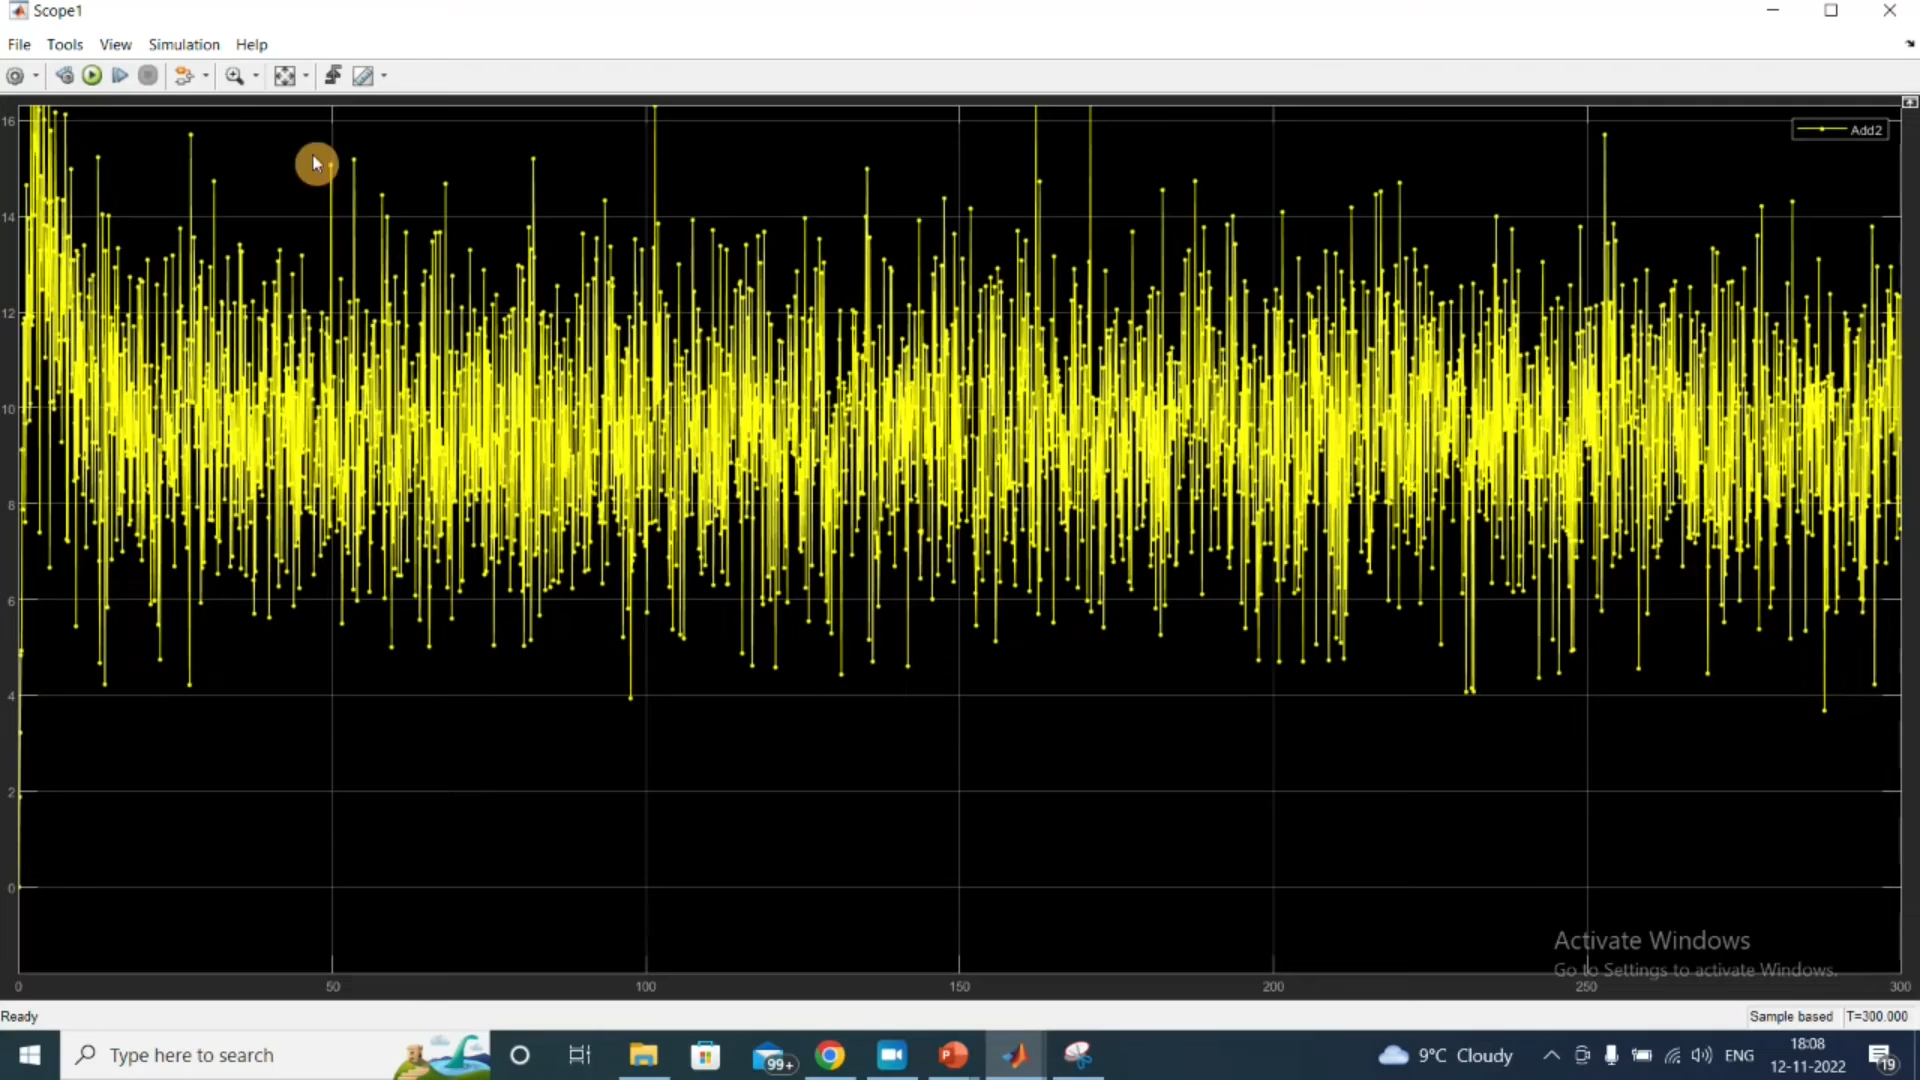 Scope1
File Tools View Simulation Help
16
14
12
10
8
6
4
2
0
Add2
0 50 100 150 200 250 300
Activate Windows
Go to Settings to activate Windows.
Ready
Sample based T=300.000
Type here to search
99+
9°C Cloudy
ENG
18:08
12-11-2022
19